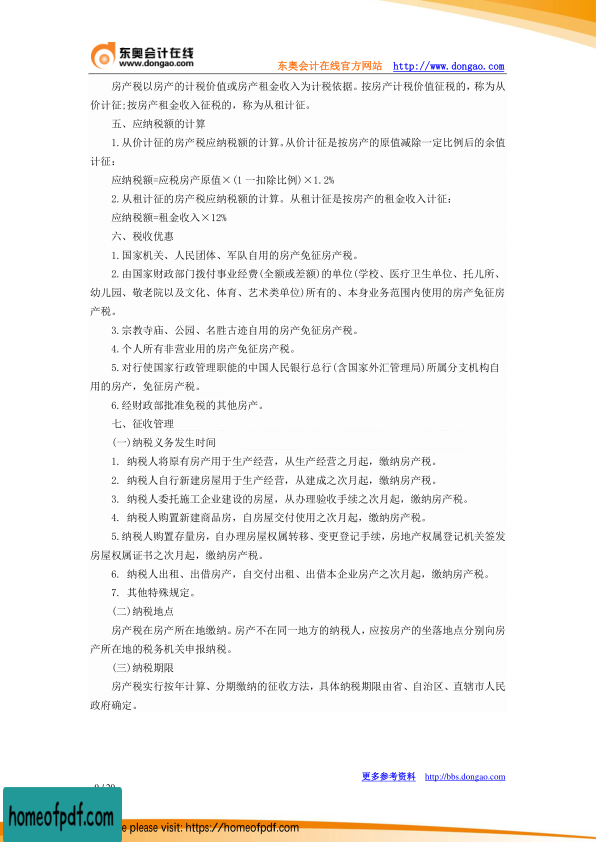 东奥会计在线
www.dongao.com
东奥会计在线官方网站 http://www.dongao.com
房产税以房产的计税价值或房产租金收入为计税依据。按房产计税价值征税的，称为从
价计征;按房产租金收入征税的，称为从租计征。
五、应纳税额的计算
1.从价计征的房产税应纳税额的计算。从价计征是按房产的原值减除一定比例后的余值
计征:
应纳税额=应税房产原值×(1一扣除比例)×1.2%
2.从租计征的房产税应纳税额的计算。从租计征是按房产的租金收入计征:
应纳税额=租金收入×12%
六、税收优惠
1.国家机关、人民团体、军队自用的房产免征房产税。
2.由国家财政部门拨付事业经费(全额或差额)的单位(学校、医疗卫生单位、托儿所、
幼儿园、敬老院以及文化、体育、艺术类单位)所有的、本身业务范围内使用的房产免征房
产税。
3.宗教寺庙、公园、名胜古迹自用的房产免征房产税。
4.个人所有非营业用的房产免征房产税。
5.对行使国家行政管理职能的中国人民银行总行(含国家外汇管理局)所属分支机构自
用的房产，免征房产税。
6.经财政部批准免税的其他房产。
七、征收管理
(一)纳税义务发生时间
1. 纳税人将原有房产用于生产经营，从生产经营之月起，缴纳房产税。
2. 纳税人自行新建房屋用于生产经营，从建成之次月起，缴纳房产税。
3. 纳税人委托施工企业建设的房屋，从办理验收手续之次月起，缴纳房产税。
4. 纳税人购置新建商品房，自房屋交付使用之次月起，缴纳房产税。
5.纳税人购置存量房，自办理房屋权属转移、变更登记手续，房地产权属登记机关签发
房屋权属证书之次月起，缴纳房产税。
6. 纳税人出租、出借房产，自交付出租、出借本企业房产之次月起，缴纳房产税。
7. 其他特殊规定。
(二)纳税地点
房产税在房产所在地缴纳。房产不在同一地方的纳税人，应按房产的坐落地点分别向房
产所在地的税务机关申报纳税。
(三)纳税期限
房产税实行按年计算、分期缴纳的征收方法，具体纳税期限由省、自治区、直辖市人民
政府确定。
更多参考资料 http://bbs.dongao.com
homeofpdf.com
e please visit: https://homeofpdf.com